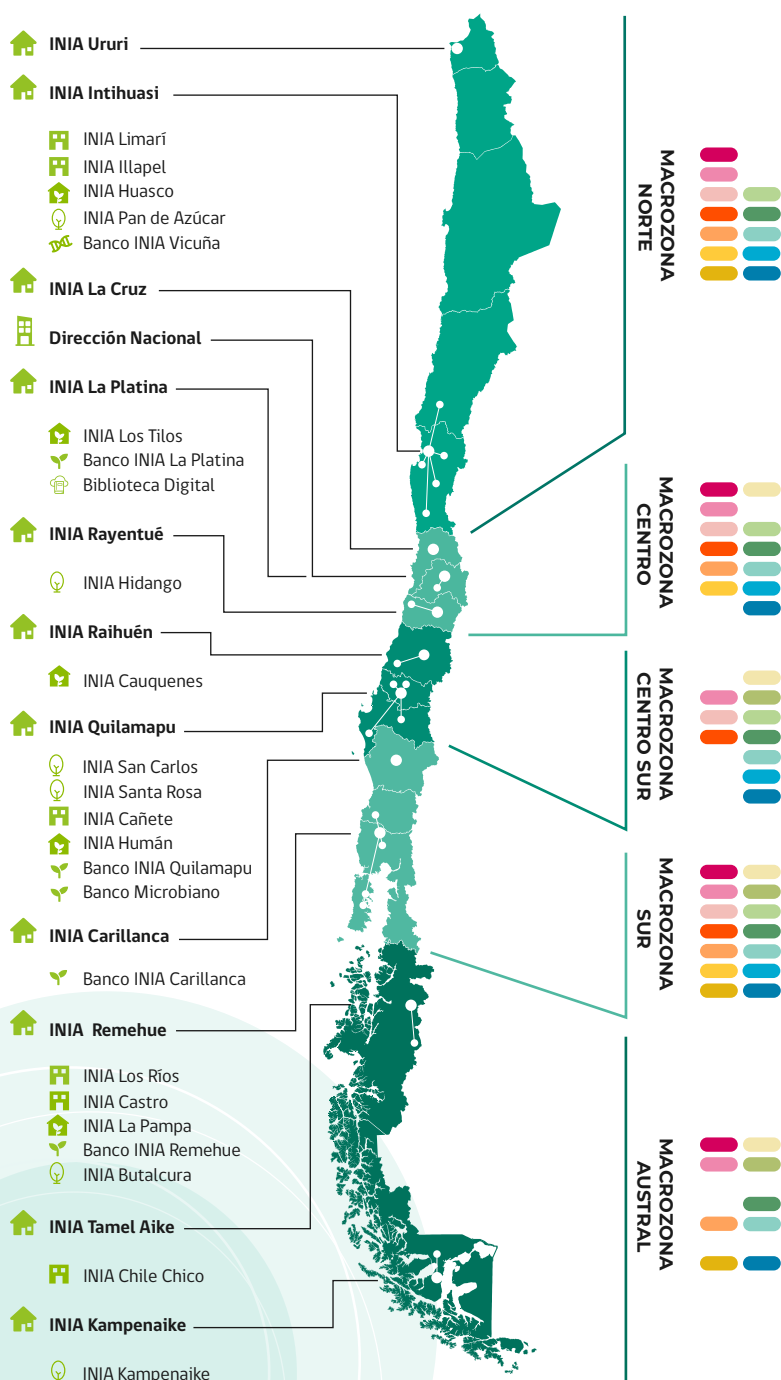 INIA Ururi
INIA Intihuasi
INIA Limarí
INIA Illapel
INIA Huasco
INIA Pan de Azúcar
Banco INIA Vicuña
INIA La Cruz
Dirección Nacional
INIA La Platina
INIA Los Tilos
Banco INIA La Platina
Biblioteca Digital
INIA Rayentué
INIA Hidango
INIA Raihuén
INIA Cauquenes
INIA Quilamapu
INIA San Carlos
INIA Santa Rosa
INIA Cañete
INIA Humán
Banco INIA Quilamapu
Banco Microbiano
INIA Carillanca
Banco INIA Carillanca
INIA Remehue
INIA Los Ríos
INIA Castro
INIA La Pampa
Banco INIA Remehue
INIA Butalcura
INIA Tamel Aike
INIA Chile Chico
INIA Kampenaike
INIA Kampenaike
MACROZONA
NORTE
MACROZONA
CENTRO
MACROZONA
CENTRO SUR
MACROZONA
SUR
MACROZONA
AUSTRAL